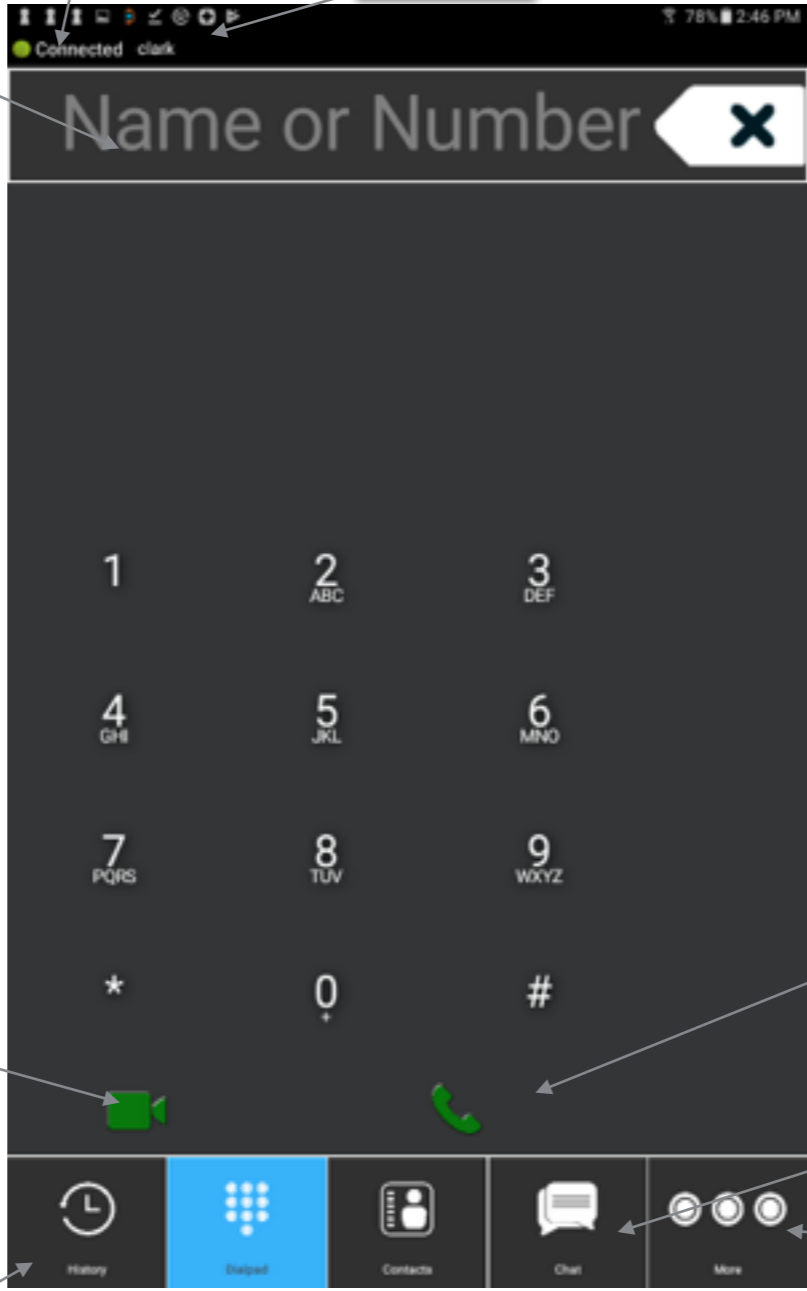 78% 2:46 PM
Connected clark
Name or Number
1 2 3
ABC DEF
4 5 6
GHI JKL MNO
7 8 9
PQRS TUV WXYZ
* 0 #
+
History Dialpad Contacts Chat More